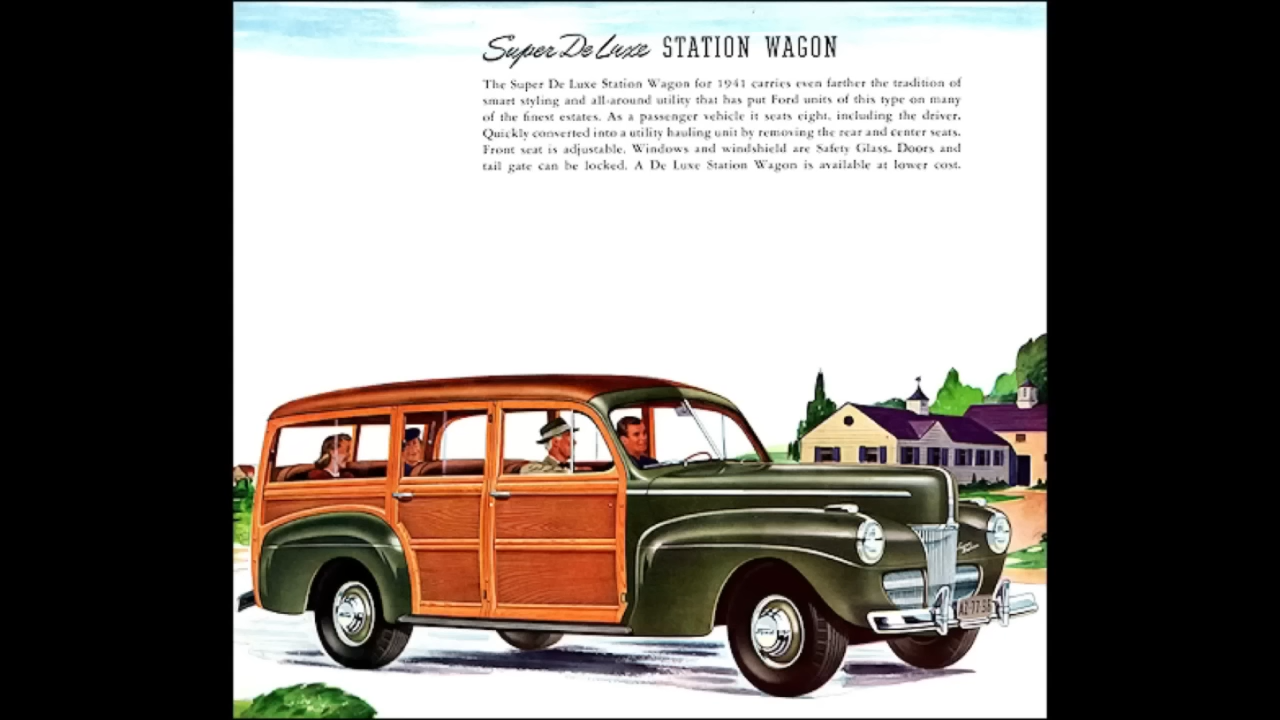 Super De Luxe STATION WAGON
The Super De Luxe Station Wagon for 1941 carries even farther the tradition of
smart styling and all-around utility that has put Ford units of this type on many
of the finest estates. As a passenger vehicle it seats eight, including the driver.
Quickly converted into a utility hauling unit by removing the rear and center seats.
Front seat is adjustable. Windows and windshield are Safety Glass. Doors and
tail gate can be locked. A De Luxe Station Wagon is available at lower cost.
Ford